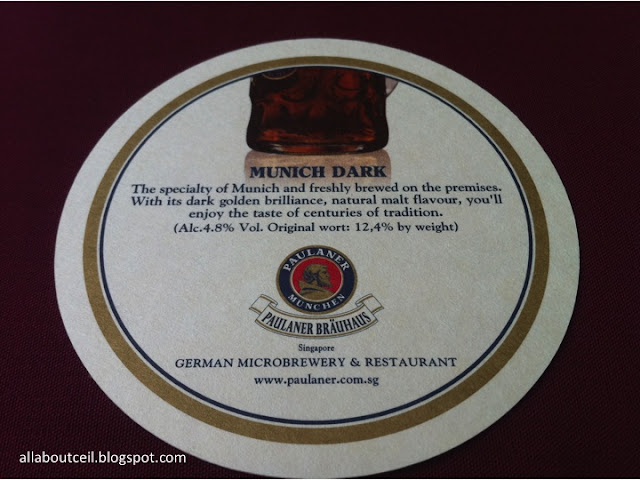 MUNICH DARK
The specialty of Munich and freshly brewed on the premises.
With its dark golden brilliance, natural malt flavour, you'll
enjoy the taste of centuries of tradition.
(Alc.4.8% Vol. Original wort: 12,4% by weight)
PAULANER
MÜNCHEN
PAULANER BRÄUHAUS
Singapore
GERMAN MICROBREWERY & RESTAURANT
www.paulaner.com.sg
allaboutceil.blogspot.com